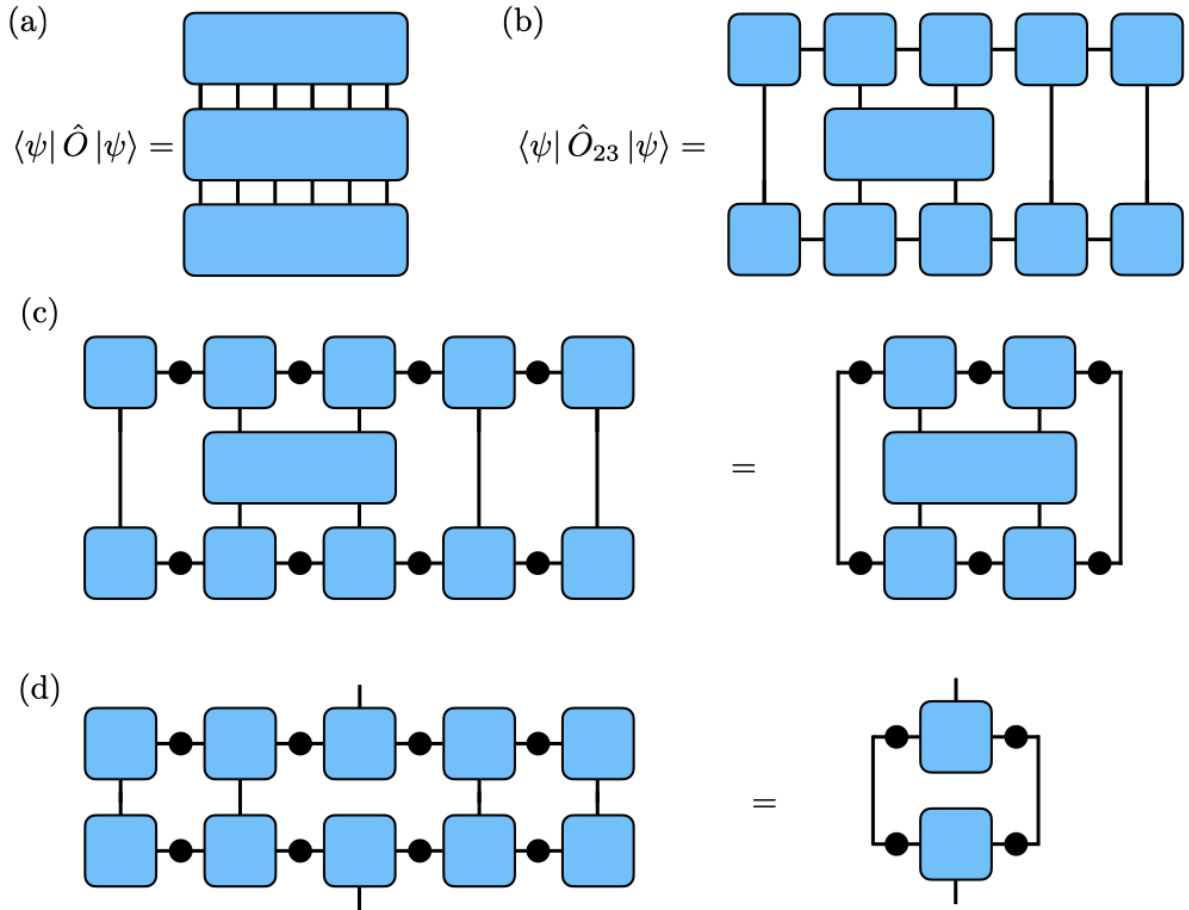 (a)
⟨ψ| Ô |ψ⟩ =
(b)
⟨ψ| Ô₂₃ |ψ⟩ =
(c)
=
(d)
=